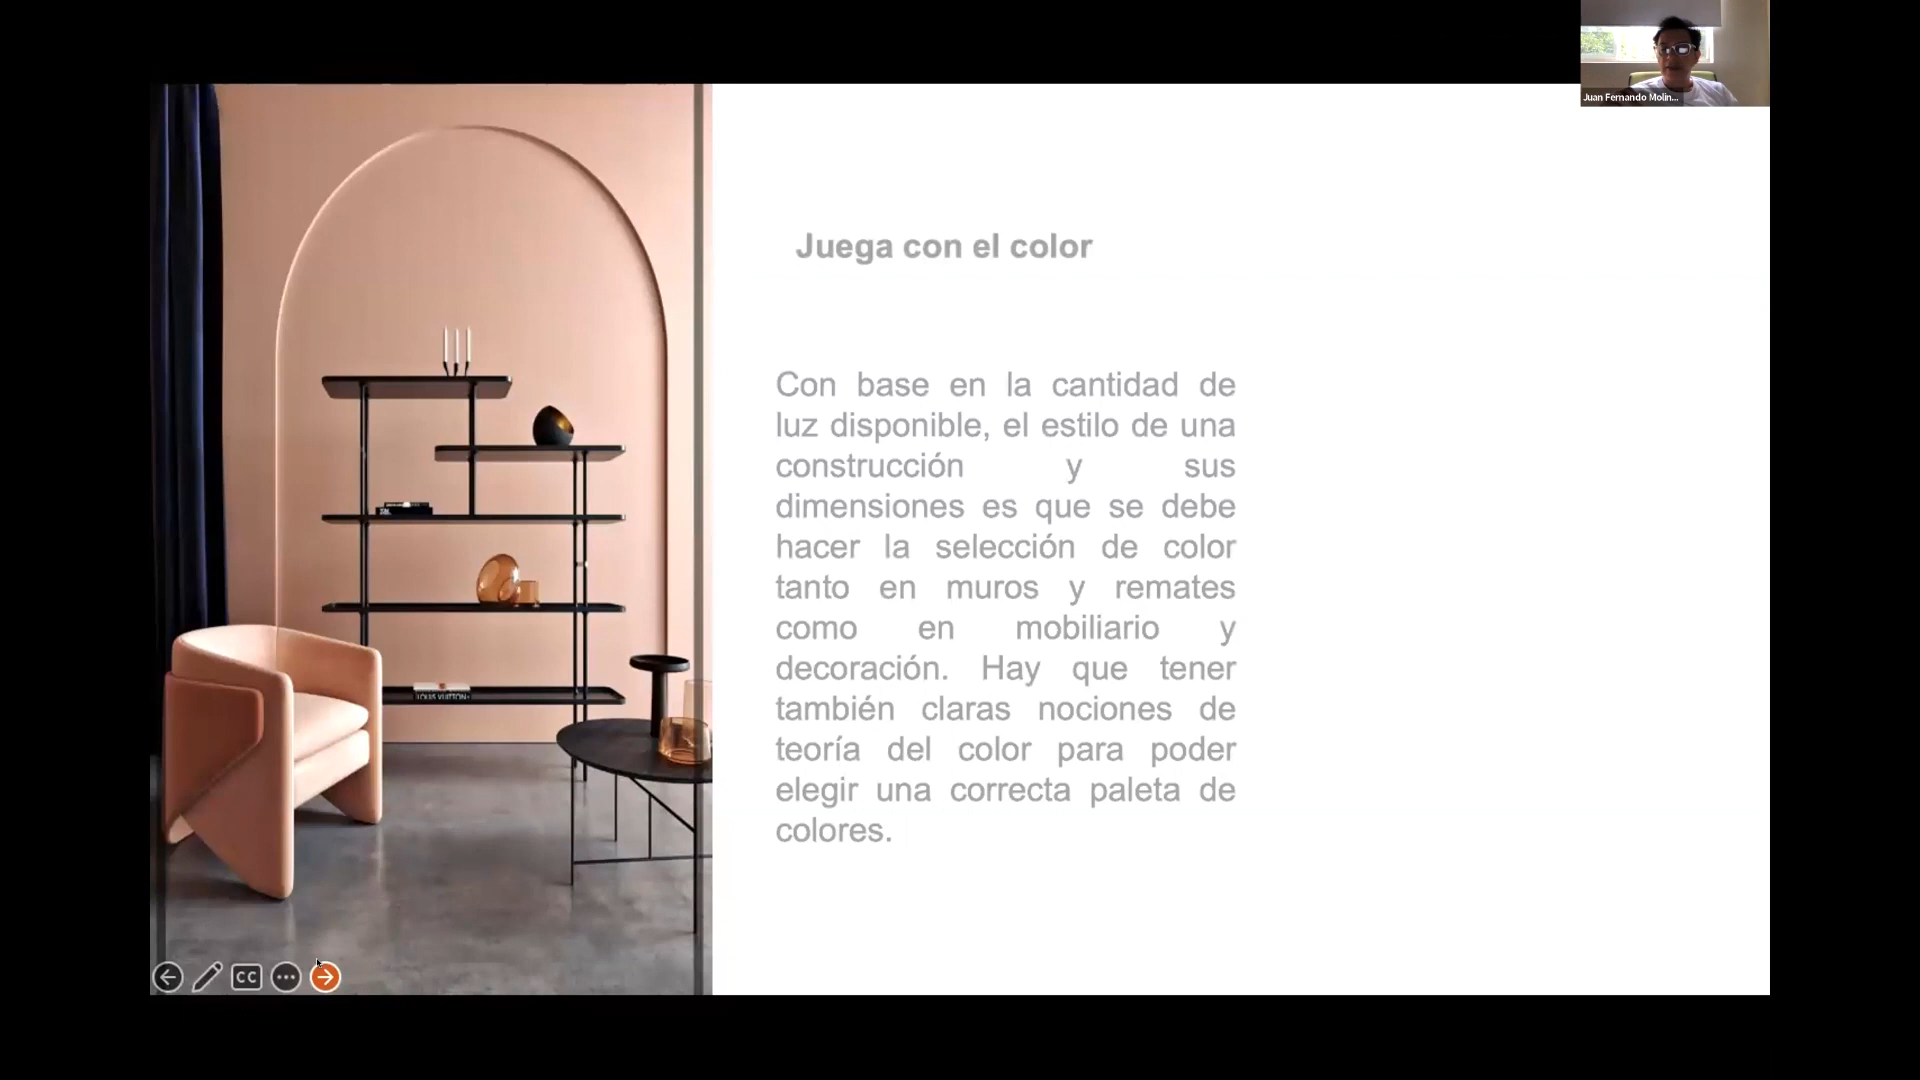 Juan Fernando Molin...
Juega con el color
Con base en la cantidad de
luz disponible, el estilo de una
construcción y sus
dimensiones es que se debe
hacer la selección de color
tanto en muros y remates
como en mobiliario y
decoración. Hay que tener
también claras nociones de
teoría del color para poder
elegir una correcta paleta de
colores.
LOUIS VUITTON
CC